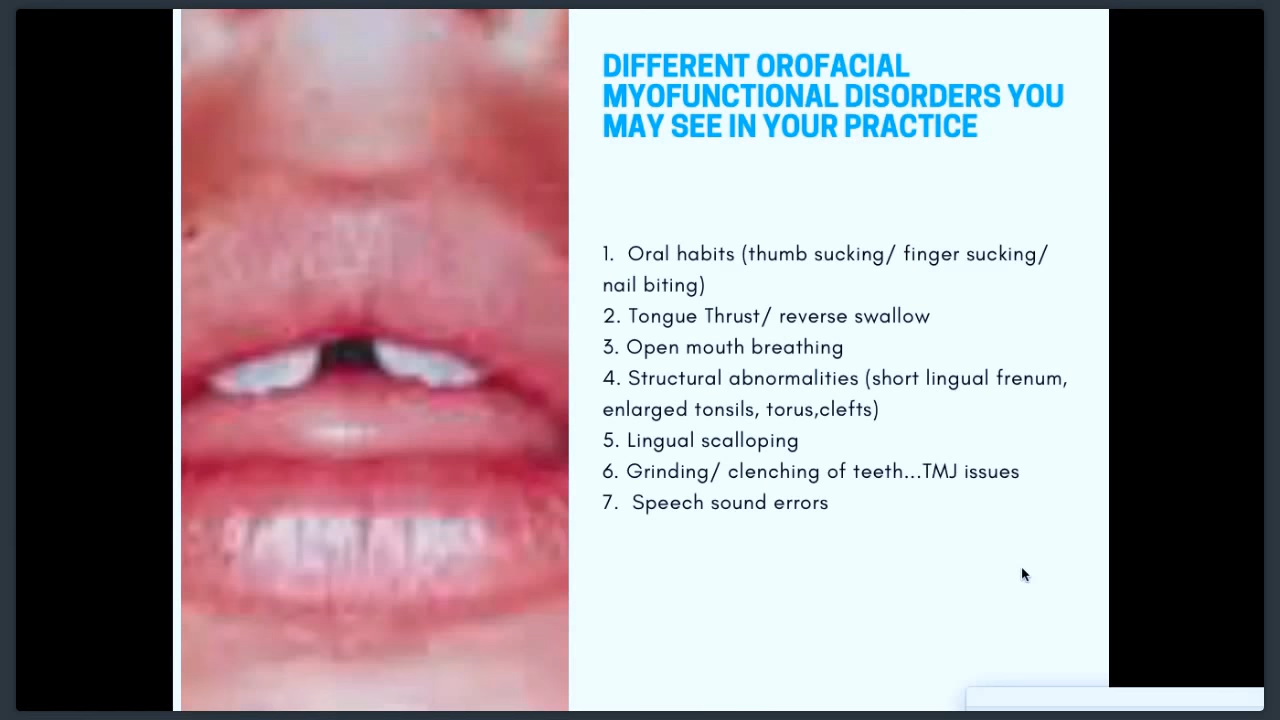 DIFFERENT OROFACIAL
MYOFUNCTIONAL DISORDERS YOU
MAY SEE IN YOUR PRACTICE
1.  Oral habits (thumb sucking/ finger sucking/
nail biting)
2. Tongue Thrust/ reverse swallow
3. Open mouth breathing
4. Structural abnormalities (short lingual frenum,
enlarged tonsils, torus,clefts)
5. Lingual scalloping
6. Grinding/ clenching of teeth...TMJ issues
7.  Speech sound errors